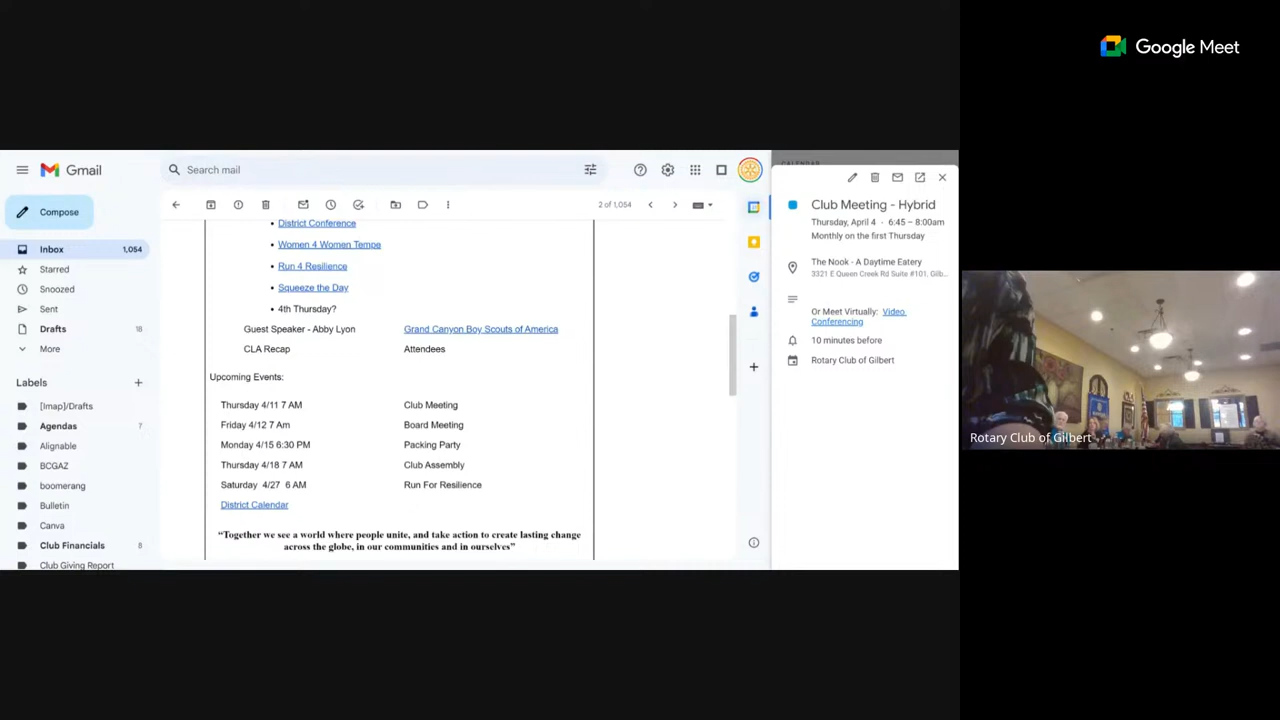 Google Meet
Gmail
Search mail
Compose
2 of 1,054
Inbox 1,054
Starred
Snoozed
Sent
Drafts 18
More
Labels
[Imap]/Drafts
Agendas 7
Alignable
BCGAZ
boomerang
Bulletin
Canva
Club Financials 8
Club Giving Report
• District Conference
• Women 4 Women Tempe
• Run 4 Resilience
• Squeeze the Day
• 4th Thursday?
Guest Speaker - Abby Lyon Grand Canyon Boy Scouts of America
CLA Recap Attendees
Upcoming Events:
Thursday 4/11 7 AM Club Meeting
Friday 4/12 7 Am Board Meeting
Monday 4/15 6:30 PM Packing Party
Thursday 4/18 7 AM Club Assembly
Saturday 4/27 6 AM Run For Resilience
District Calendar
“Together we see a world where people unite, and take action to create lasting change
across the globe, in our communities and in ourselves”
CALENDAR
Club Meeting - Hybrid
Thursday, April 4 · 6:45 – 8:00am
Monthly on the first Thursday
The Nook - A Daytime Eatery
3321 E Queen Creek Rd Suite #101, Gilb...
Or Meet Virtually: Video
Conferencing
10 minutes before
Rotary Club of Gilbert
Rotary Club of Gilbert